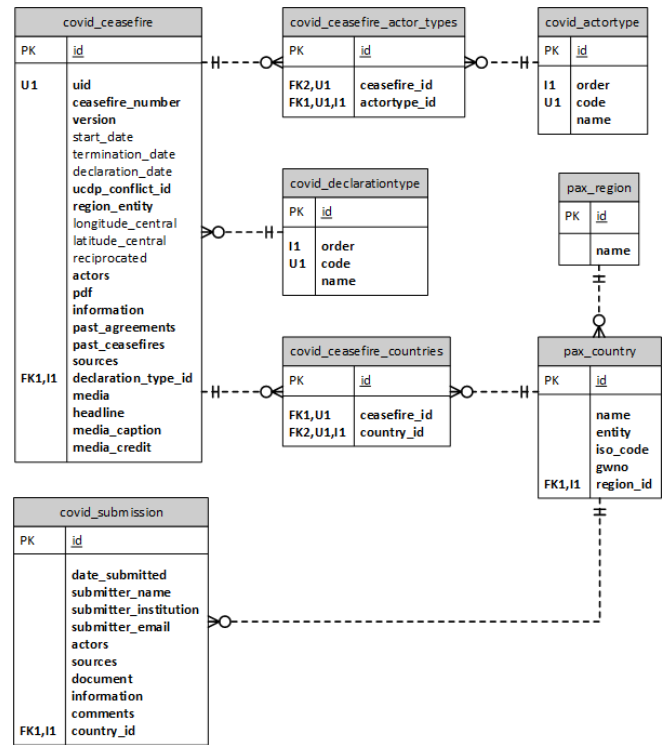 covid_ceasefire
PK id
U1 uid
ceasefire_number
version
start_date
termination_date
declaration_date
ucdp_conflict_id
region_entity
longitude_central
latitude_central
reciprocated
actors
pdf
information
past_agreements
past_ceasefires
sources
FK1,I1 declaration_type_id
media
headline
media_caption
media_credit
covid_ceasefire_actor_types
PK id
FK2,U1 ceasefire_id
FK1,U1,I1 actortype_id
covid_actortype
PK id
I1 order
U1 code
name
covid_declarationtype
PK id
I1 order
U1 code
name
pax_region
PK id
name
covid_ceasefire_countries
PK id
FK1,U1 ceasefire_id
FK2,U1,I1 country_id
pax_country
PK id
name
entity
iso_code
gwno
FK1,I1 region_id
covid_submission
PK id
date_submitted
submitter_name
submitter_institution
submitter_email
actors
sources
document
information
comments
FK1,I1 country_id